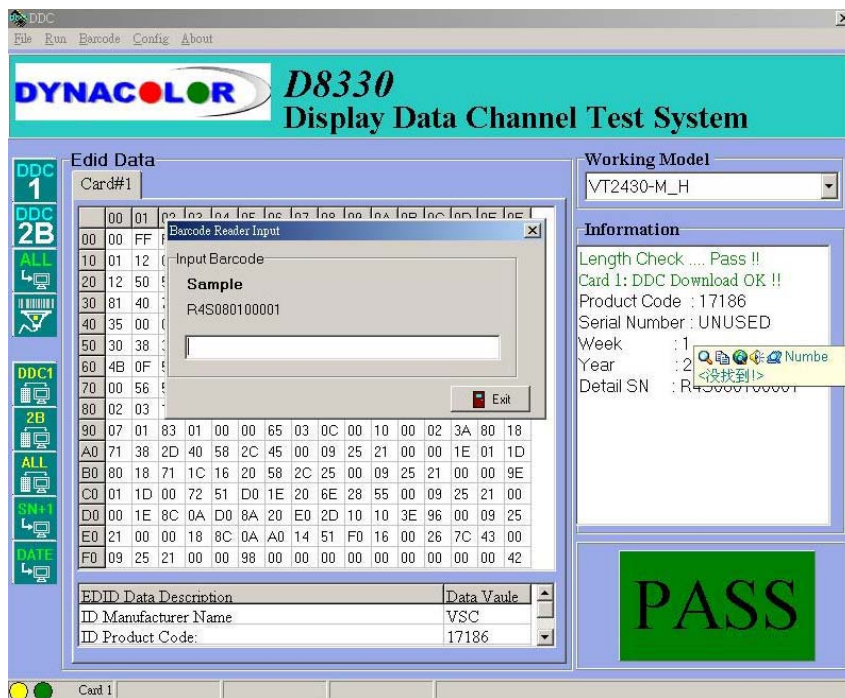 DDC
File Run Barcode Config About
DYNACOLOR
D8330
Display Data Channel Test System
DDC 1
DDC 2B
ALL
DDC1
2B
ALL
SN+1
DATE
Edid Data
Card#1
00 01
00 00 FF
10 01 12
20 12 50
30 81 40
40 35 00
50 30 38
60 4B 0F
70 00 56
80 02 03
90 07 01 83 01 00 00 65 03 0C 00 10 00 02 3A 80 18
A0 71 38 2D 40 58 2C 45 00 09 25 21 00 00 1E 01 1D
B0 80 18 71 1C 16 20 58 2C 25 00 09 25 21 00 00 9E
C0 01 1D 00 72 51 D0 1E 20 6E 28 55 00 09 25 21 00
D0 00 1E 8C 0A D0 8A 20 E0 2D 10 10 3E 96 00 09 25
E0 21 00 00 18 8C 0A A0 14 51 F0 16 00 26 7C 43 00
F0 09 25 21 00 00 98 00 00 00 00 00 00 00 00 00 42
Barcode Reader Input
Input Barcode
Sample
R4S080100001
Exit
EDID Data Description Data Vaule
ID Manufacturer Name VSC
ID Product Code: 17186
Working Model
VT2430-M_H
Information
Length Check .... Pass !!
Card 1: DDC Download OK !!
Product Code : 17186
Serial Number : UNUSED
Week : 1
Year : 2
Detail SN : R4S080100001
Numbe
<没找到!>
PASS
Card 1